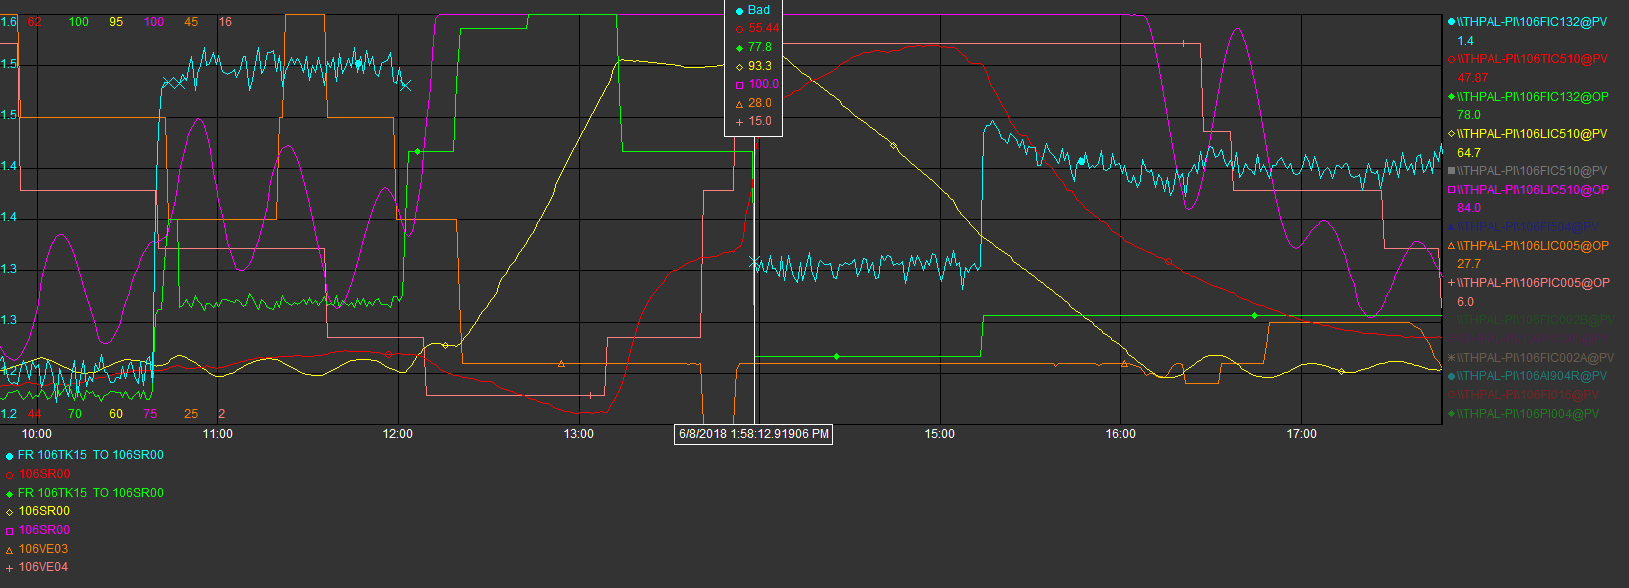 1.6 62 100 95 100 45 16
1.5
1.5
1.4
1.4
1.3
1.3
1.2
1.2 44 70 60 75 25 2
Bad
55.44
77.8
93.3
100.0
28.0
15.0
10:00 11:00 12:00 13:00 6/8/2018 1:58:12.91906 PM 15:00 16:00 17:00
\\THPAL-PI\106FIC132@PV
1.4
\\THPAL-PI\106TIC510@PV
47.87
\\THPAL-PI\106FIC132@OP
78.0
\\THPAL-PI\106LIC510@PV
64.7
\\THPAL-PI\106FIC510@PV
\\THPAL-PI\106LIC510@OP
84.0
\\THPAL-PI\106LIC005@OP
27.7
\\THPAL-PI\106PIC005@OP
6.0
\\THPAL-PI\106FIC002B@PV
\\THPAL-PI\106FIC002A@PV
\\THPAL-PI\106AI904R@PV
\\THPAL-PI\106FI015@PV
\\THPAL-PI\106PI004@PV
FR 106TK15 TO 106SR00
106SR00
FR 106TK15 TO 106SR00
106SR00
106SR00
106VE03
106VE04